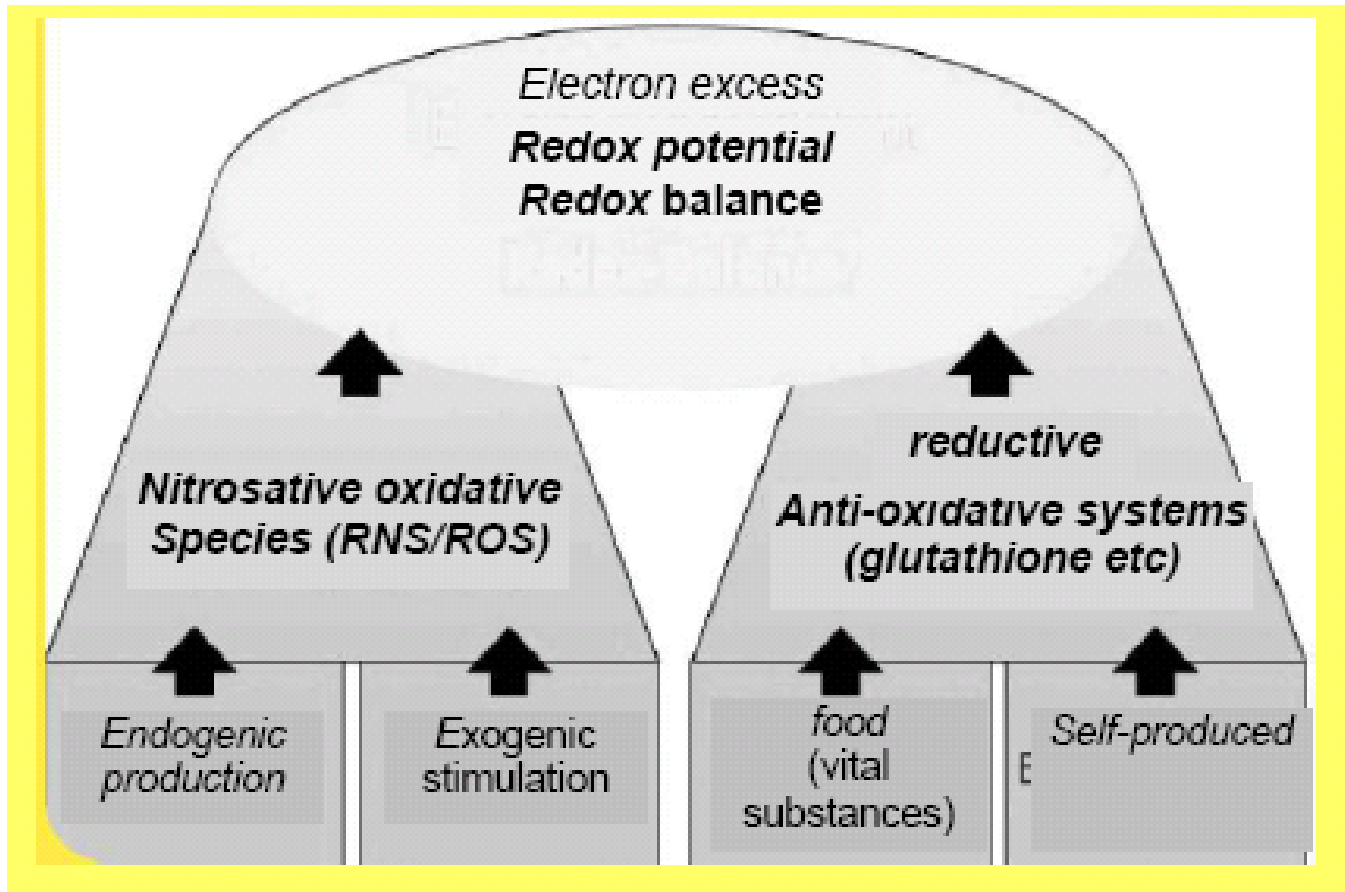 Electron excess
Redox potential
Redox balance
Nitrosative oxidative
Species (RNS/ROS)
reductive
Anti-oxidative systems
(glutathione etc)
Endogenic
production
Exogenic
stimulation
food
(vital
substances)
Self-produced
E